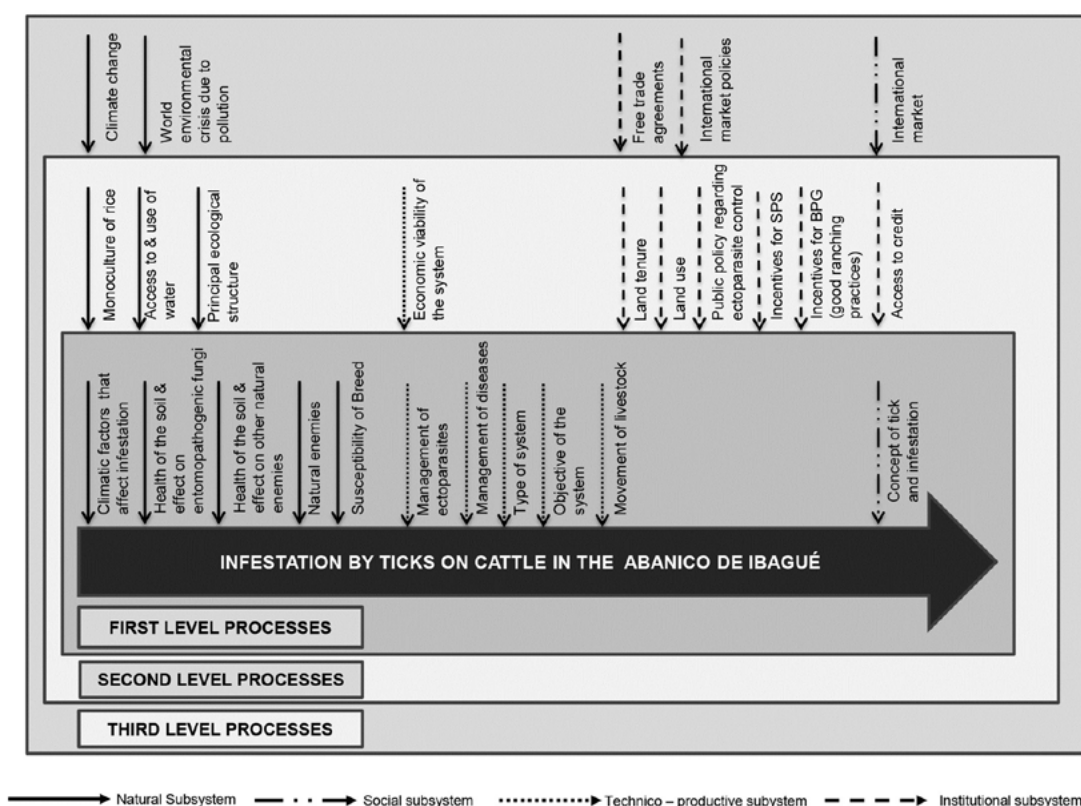 Climate change
World
environmental
crisis due to
pollution
Free trade
agreements
International
market policies
International
market
Monoculture of rice
Access to & use of
water
Principal ecological
structure
Economic viability of
the system
Land tenure
Land use
Public policy regarding
ectoparasite control
Incentives for SPS
Incentives for BPG
(good ranching
practices)
Access to credit
Climatic factors that
affect infestation
Health of the soil &
effect on
entomopathogenic fungi
Health of the soil &
effect on other natural
enemies
Natural enemies
Susceptibility of Breed
Management of
ectoparasites
Management of diseases
Type of system
Objective of the
system
Movement of livestock
Concept of tick
and infestation
INFESTATION BY TICKS ON CATTLE IN THE ABANICO DE IBAGUÉ
FIRST LEVEL PROCESSES
SECOND LEVEL PROCESSES
THIRD LEVEL PROCESSES
Natural Subsystem
Social subsystem
Technico – productive subystem
Institutional subsystem